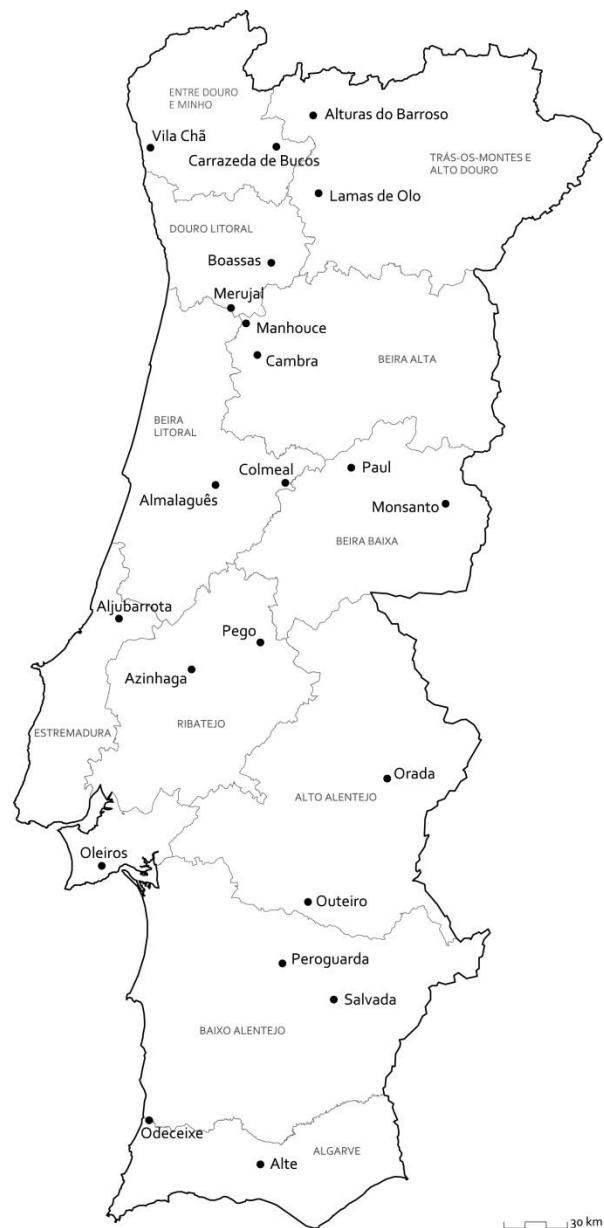 ENTRE DOURO
E MINHO
Alturas do Barroso
Vila Chã
Carrazeda de Bucos
TRÁS-OS-MONTES E
ALTO DOURO
Lamas de Olo
DOURO LITORAL
Boassas
Merujal
Manhouce
Cambra
BEIRA ALTA
BEIRA
LITORAL
Colmeal
Paul
Almalaguês
Monsanto
BEIRA BAIXA
Aljubarrota
Pego
Azinhaga
ESTREMADURA
RIBATEJO
Orada
ALTO ALENTEJO
Oleiros
Outeiro
Peroguarda
Salvada
BAIXO ALENTEJO
Odeceixe
ALGARVE
Alte
30 km